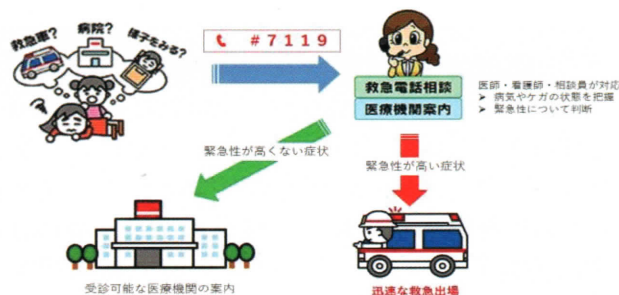 救急車?
病院?
様子をみる?
#7119
救急電話相談
医療機関案内
医師・看護師・相談員が対応
➢ 病気やケガの状態を把握
➢ 緊急性について判断
緊急性が高くない症状
緊急性が高い症状
受診可能な医療機関の案内
迅速な救急出場